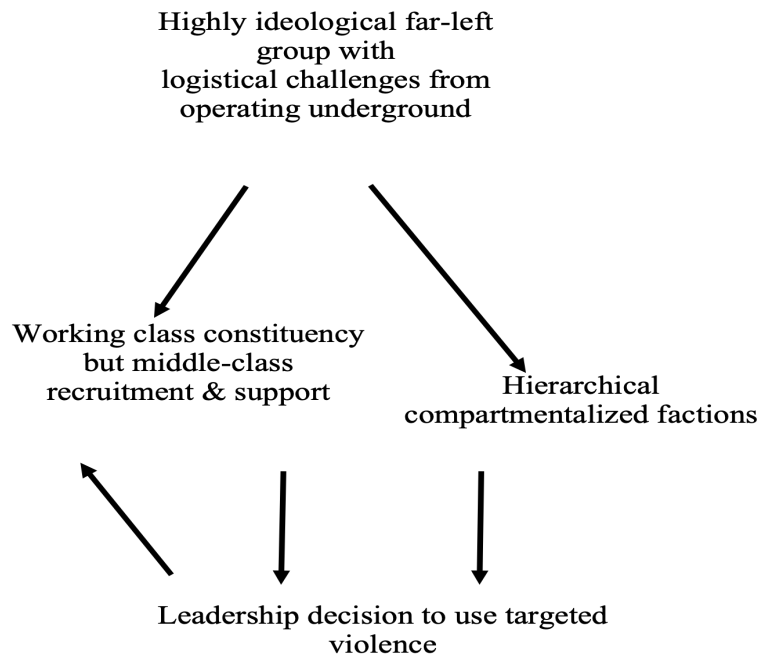 Highly ideological far-left
group with
logistical challenges from
operating underground
Working class constituency
but middle-class
recruitment & support
Hierarchical
compartmentalized factions
Leadership decision to use targeted
violence